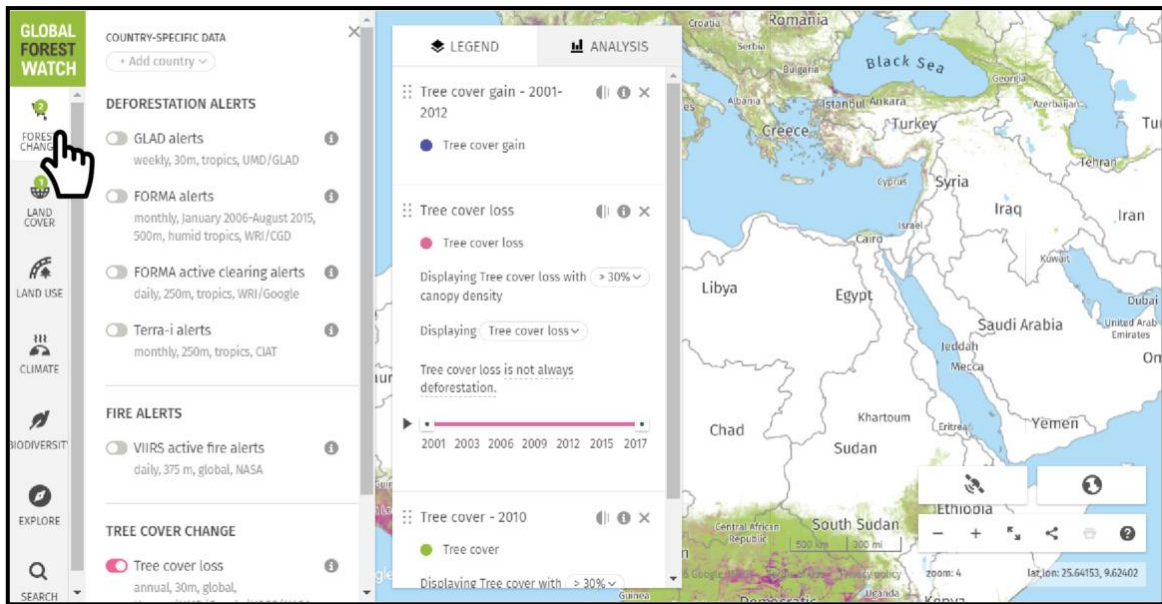 GLOBAL
FOREST
WATCH
2
FOREST
CHANGE
1
LAND
COVER
LAND USE
CLIMATE
BIODIVERSIT
EXPLORE
SEARCH
COUNTRY-SPECIFIC DATA
+ Add country
DEFORESTATION ALERTS
GLAD alerts
weekly, 30m, tropics, UMD/GLAD
FORMA alerts
monthly, January 2006-August 2015,
500m, humid tropics, WRI/CGD
FORMA active clearing alerts
daily, 250m, tropics, WRI/Google
Terra-i alerts
monthly, 250m, tropics, CIAT
FIRE ALERTS
VIIRS active fire alerts
daily, 375 m, global, NASA
TREE COVER CHANGE
Tree cover loss
annual, 30m, global,
LEGEND
ANALYSIS
Tree cover gain - 2001-
2012
Tree cover gain
Tree cover loss
Tree cover loss
Displaying Tree cover loss with > 30%
canopy density
Displaying Tree cover loss
Tree cover loss is not always
deforestation.
2001 2003 2006 2009 2012 2015 2017
Tree cover - 2010
Tree cover
Displaying Tree cover with > 30%
Croatia
Romania
Serbia
Bulgaria
Black Sea
Georgia
Albania
Istanbul
Ankara
Azerbaijan
Greece
Turkey
Tu
Tehran
Cyprus
Syria
Iraq
Iran
Israel
Cairo
Kuwait
Libya
Egypt
Dubai
Saudi Arabia
United Arab
Emirates
Jeddah
Mecca
On
Chad
Khartoum
Eritrea
Yemen
Sudan
Ethiopia
Central African
Republic
South Sudan
500 km
300 mi
zoom: 4
lat,lon: 25.64153, 9.62402
Guinea
Democratic
Uganda
Kenya